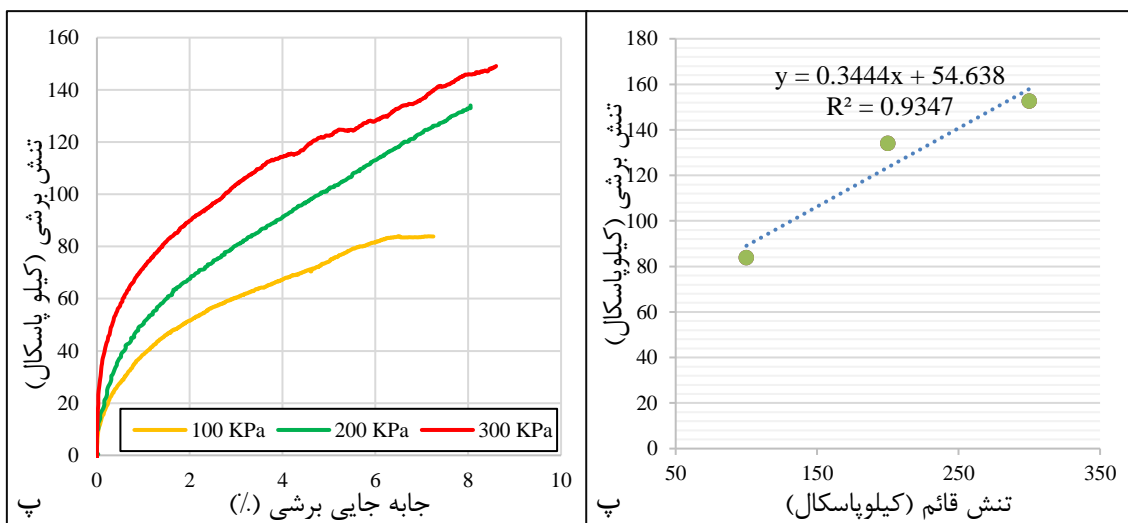 تنش برشی (کیلو پاسکال)
160
140
120
100
80
60
40
20
0
100 KPa
200 KPa
300 KPa
0
2
4
6
8
10
جابه جایی برشی (٪)
پ
تنش برشی (کیلوپاسکال)
180
160
140
120
100
80
60
40
20
0
y = 0.3444x + 54.638
R² = 0.9347
50
150
250
350
تنش قائم (کیلوپاسکال)
پ